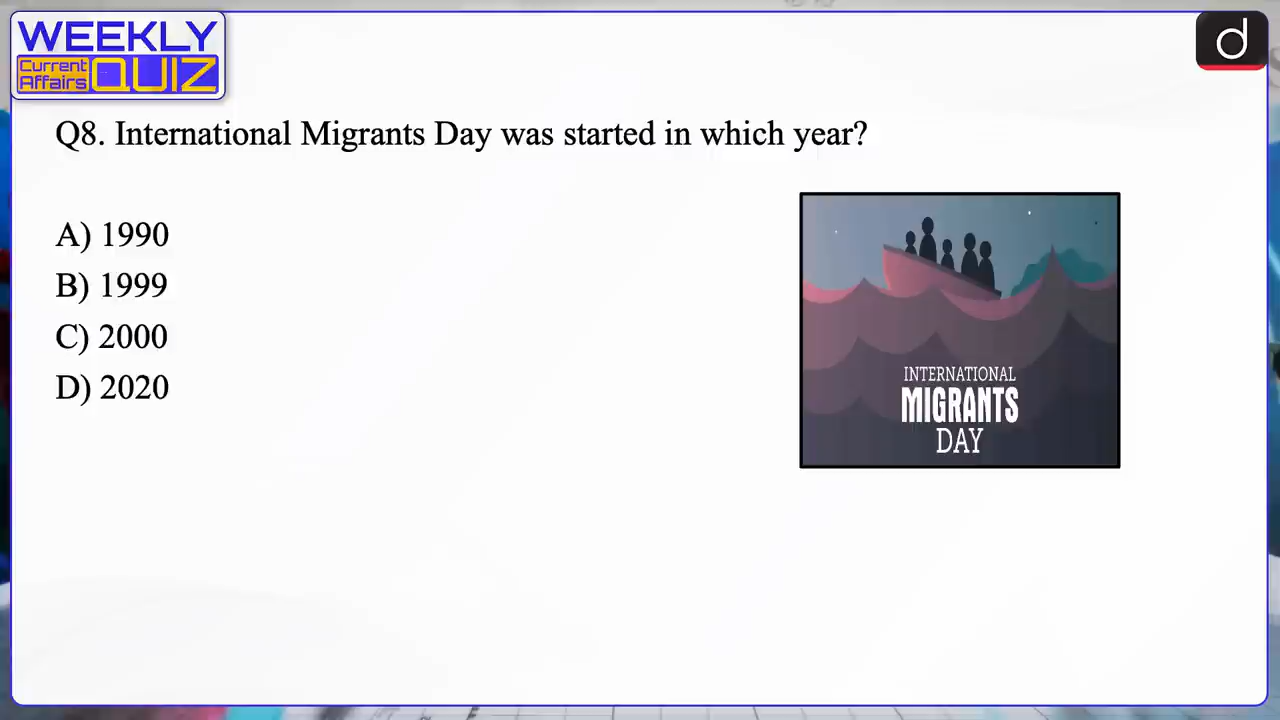 WEEKLY
Current
Affairs
QUIZ
d
Q8. International Migrants Day was started in which year?
A) 1990
B) 1999
C) 2000
D) 2020
INTERNATIONAL
MIGRANTS
DAY